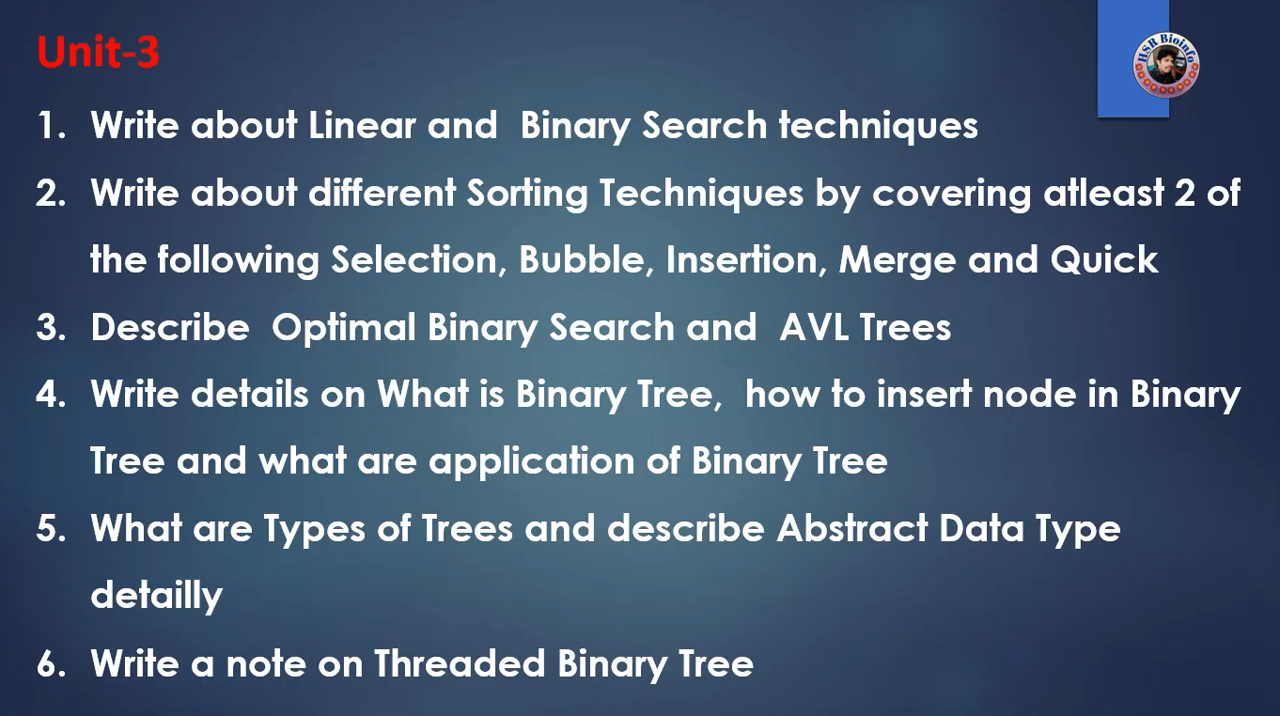 Unit-3
HSR Bioinfo
1. Write about Linear and Binary Search techniques
2. Write about different Sorting Techniques by covering atleast 2 of
the following Selection, Bubble, Insertion, Merge and Quick
3. Describe Optimal Binary Search and AVL Trees
4. Write details on What is Binary Tree, how to insert node in Binary
Tree and what are application of Binary Tree
5. What are Types of Trees and describe Abstract Data Type
detailly
6. Write a note on Threaded Binary Tree